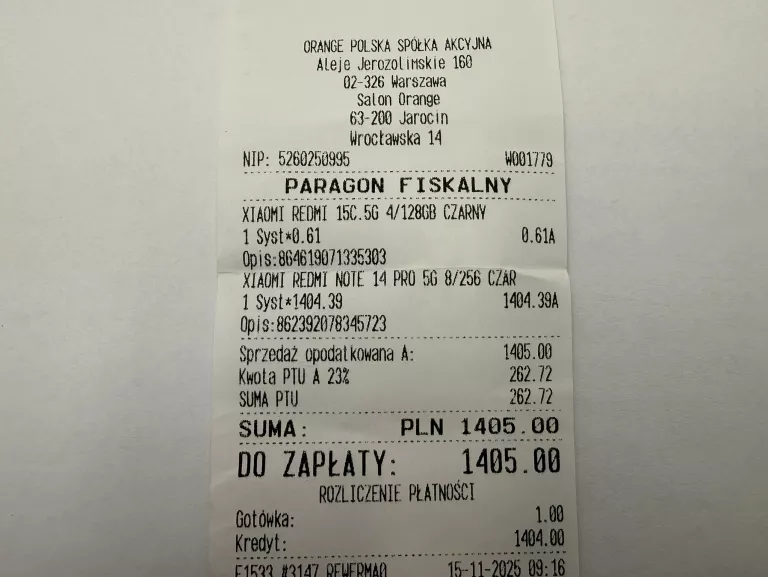 ORANGE POLSKA SPÓŁKA AKCYJNA
Aleje Jerozolimskie 160
02-326 Warszawa
Salon Orange
63-200 Jarocin
Wrocławska 14
NIP: 5260250995 W001779
PARAGON FISKALNY
XIAOMI REDMI 15C.5G 4/128GB CZARNY
1 Syst*0.61 0.61A
Opis:864619071335303
XIAOMI REDMI NOTE 14 PRO 5G 8/256 CZAR
1 Syst*1404.39 1404.39A
Opis:862392078345723
Sprzedaż opodatkowana A: 1405.00
Kwota PTU A 23% 262.72
SUMA PTU 262.72
SUMA: PLN 1405.00
DO ZAPŁATY: 1405.00
ROZLICZENIE PŁATNOŚCI
Gotówka: 1.00
Kredyt: 1404.00
F1533 #3147 REWERMAQ 15-11-2025 09:16